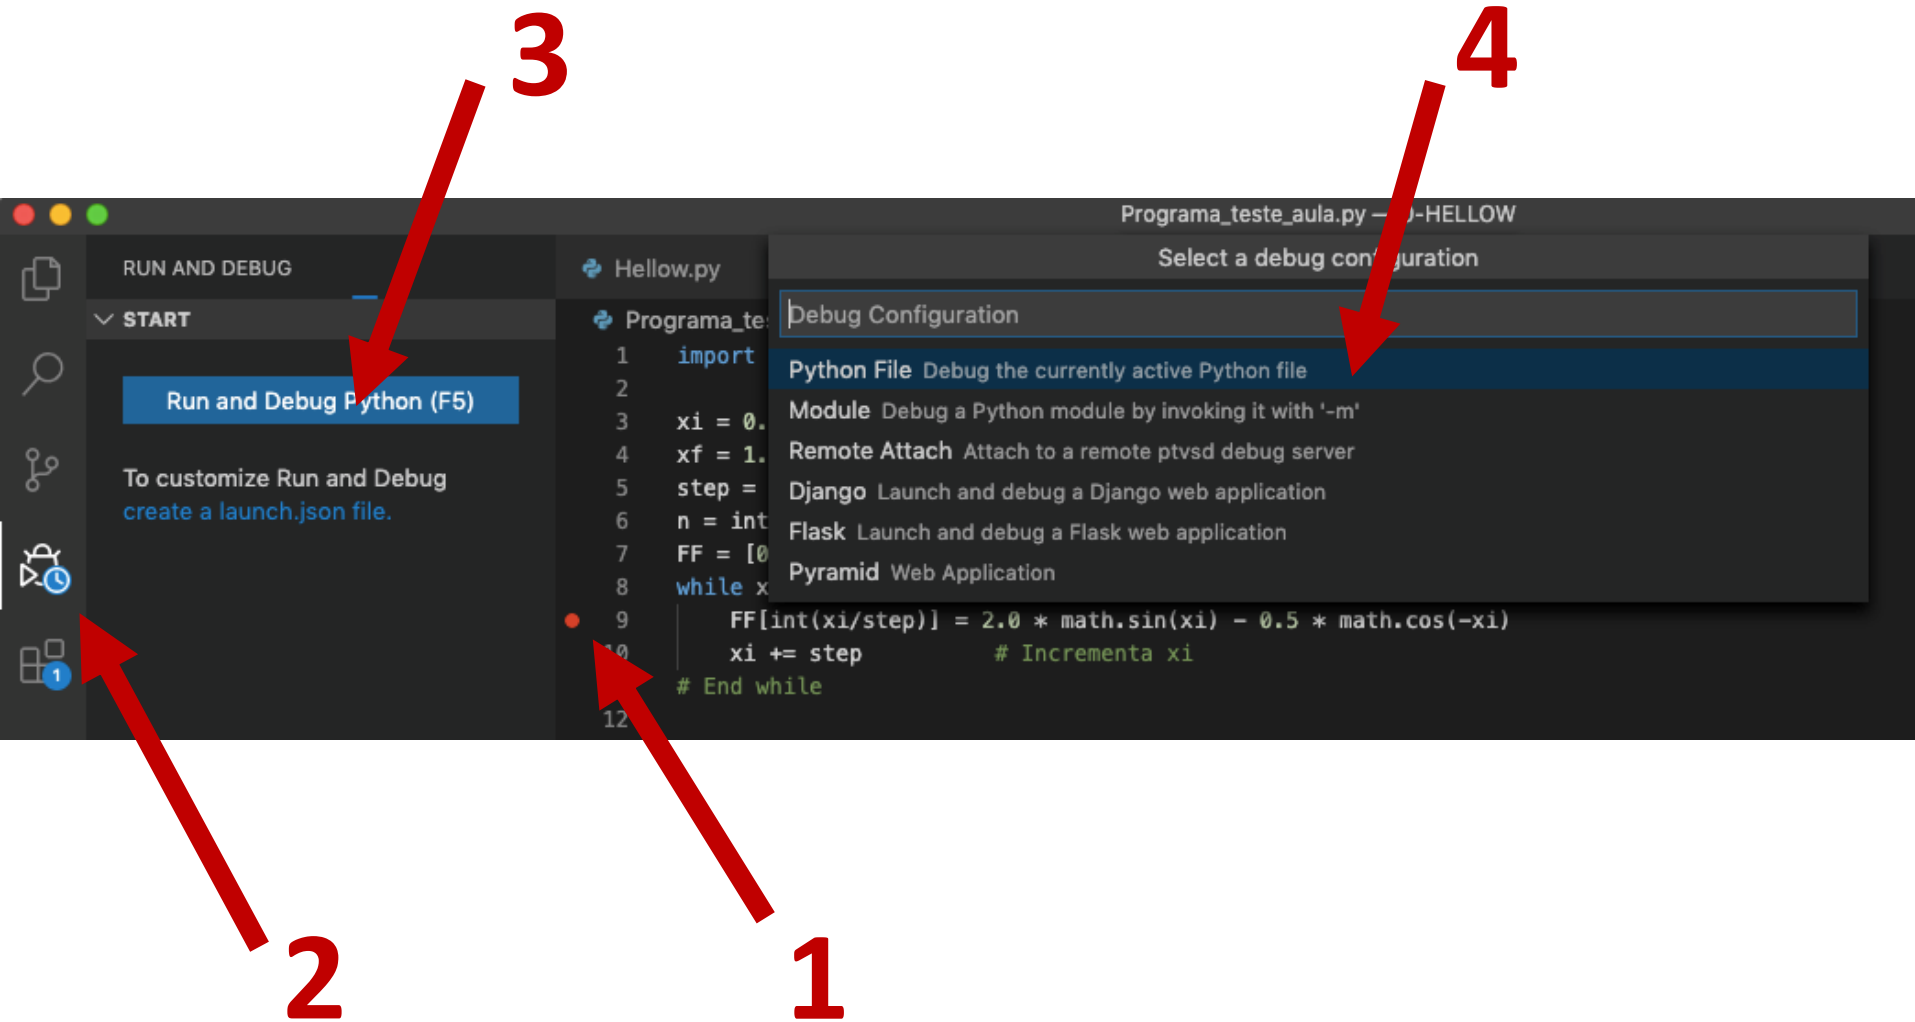 3
4
Programa_teste_aula.py — -HELLOW
RUN AND DEBUG
Hellow.py
Select a debug configuration
START
Programa_te
Debug Configuration
Run and Debug Python (F5)
To customize Run and Debug
create a launch.json file.
Python File Debug the currently active Python file
Module Debug a Python module by invoking it with '-m'
Remote Attach Attach to a remote ptvsd debug server
Django Launch and debug a Django web application
Flask Launch and debug a Flask web application
Pyramid Web Application
1 import
2
3 xi = 0.
4 xf = 1.
5 step =
6 n = int
7 FF = [0
8 while x
9 FF[int(xi/step)] = 2.0 * math.sin(xi) - 0.5 * math.cos(-xi)
10 xi += step # Incrementa xi
# End while
12
1
2
1